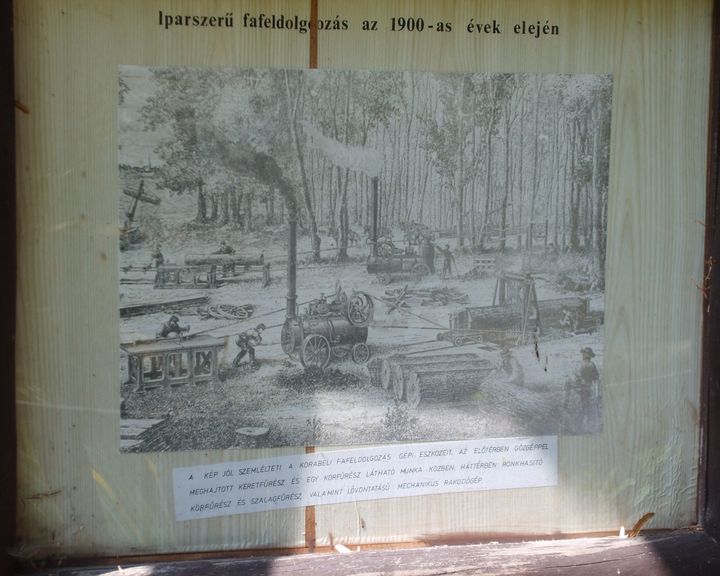 Iparszerű fafeldolgozás az 1900-as évek elején
A KÉP JÓL SZEMLÉLTETI A KORABELI FAFELDOLGOZÁS GÉPI ESZKÖZEIT. AZ ELŐTÉRBEN GŐZGÉPPEL
MEGHAJTOTT KERETFŰRÉSZ ÉS EGY KÖRFŰRÉSZ LÁTHATÓ MUNKA KÖZBEN, HÁTTÉRBEN RÖNKHASÍTÓ
KÖRFŰRÉSZ ÉS SZALAGFŰRÉSZ, VALAMINT LÓVONTATÁSÚ MECHANIKUS RAKODÓGÉP.